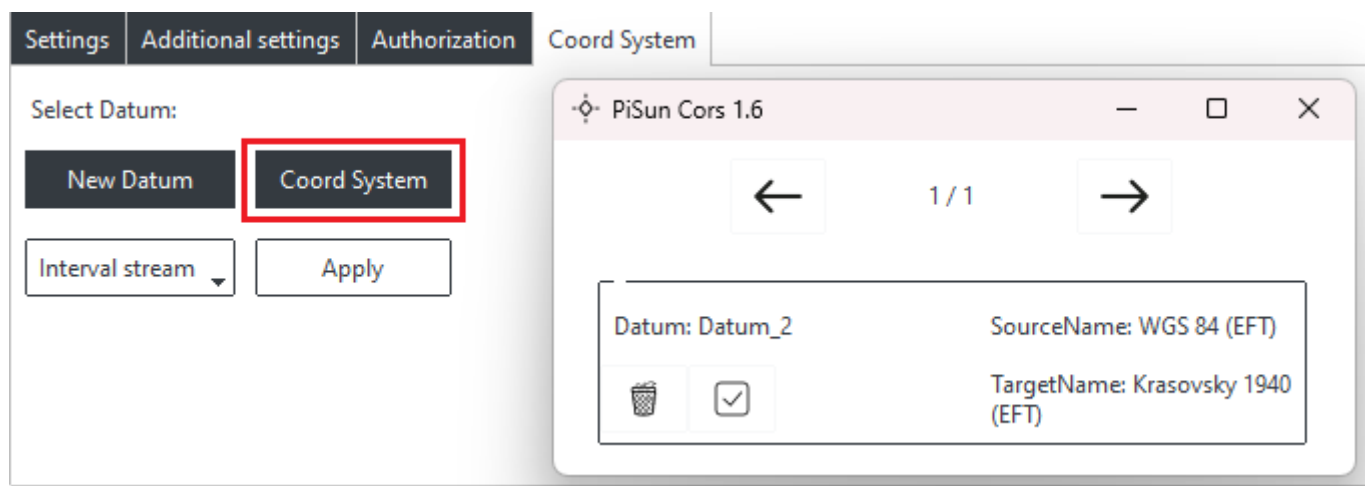 Settings
Additional settings
Authorization
Coord System
Select Datum:
New Datum
Coord System
Interval stream
Apply
PiSun Cors 1.6
1 / 1
Datum: Datum_2
SourceName: WGS 84 (EFT)
TargetName: Krasovsky 1940
(EFT)